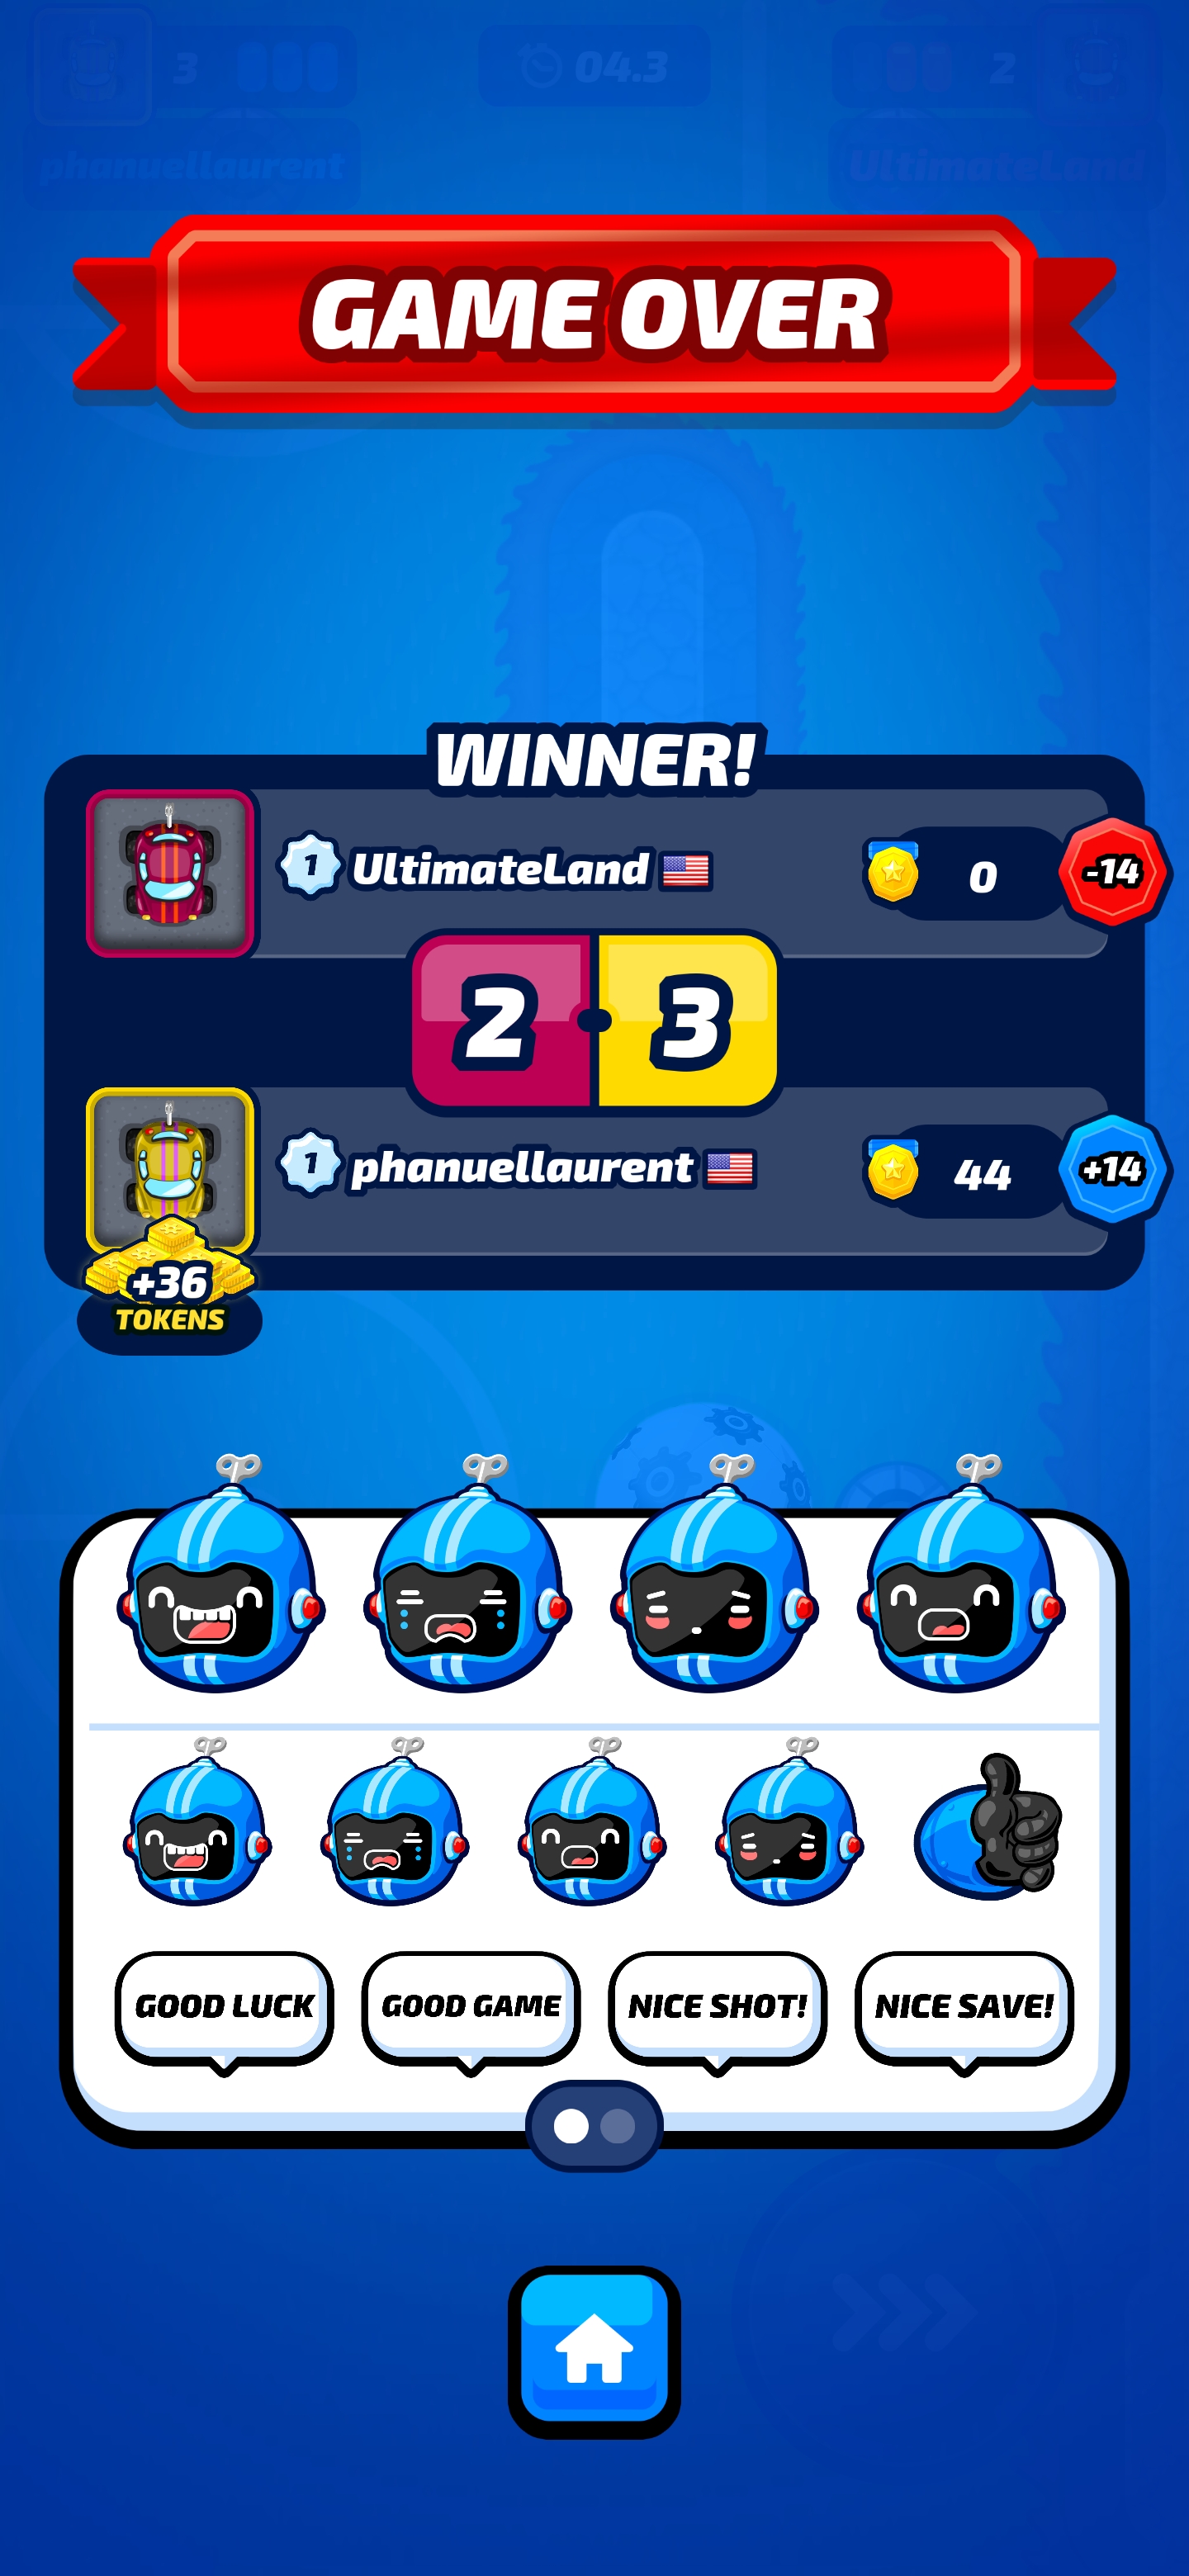 3
04.3
2
phanuellaurent
UltimateLand
GAME OVER
WINNER!
1 UltimateLand 0 -14
2 3
1 phanuellaurent 44 +14
+36
TOKENS
GOOD LUCK
GOOD GAME
NICE SHOT!
NICE SAVE!